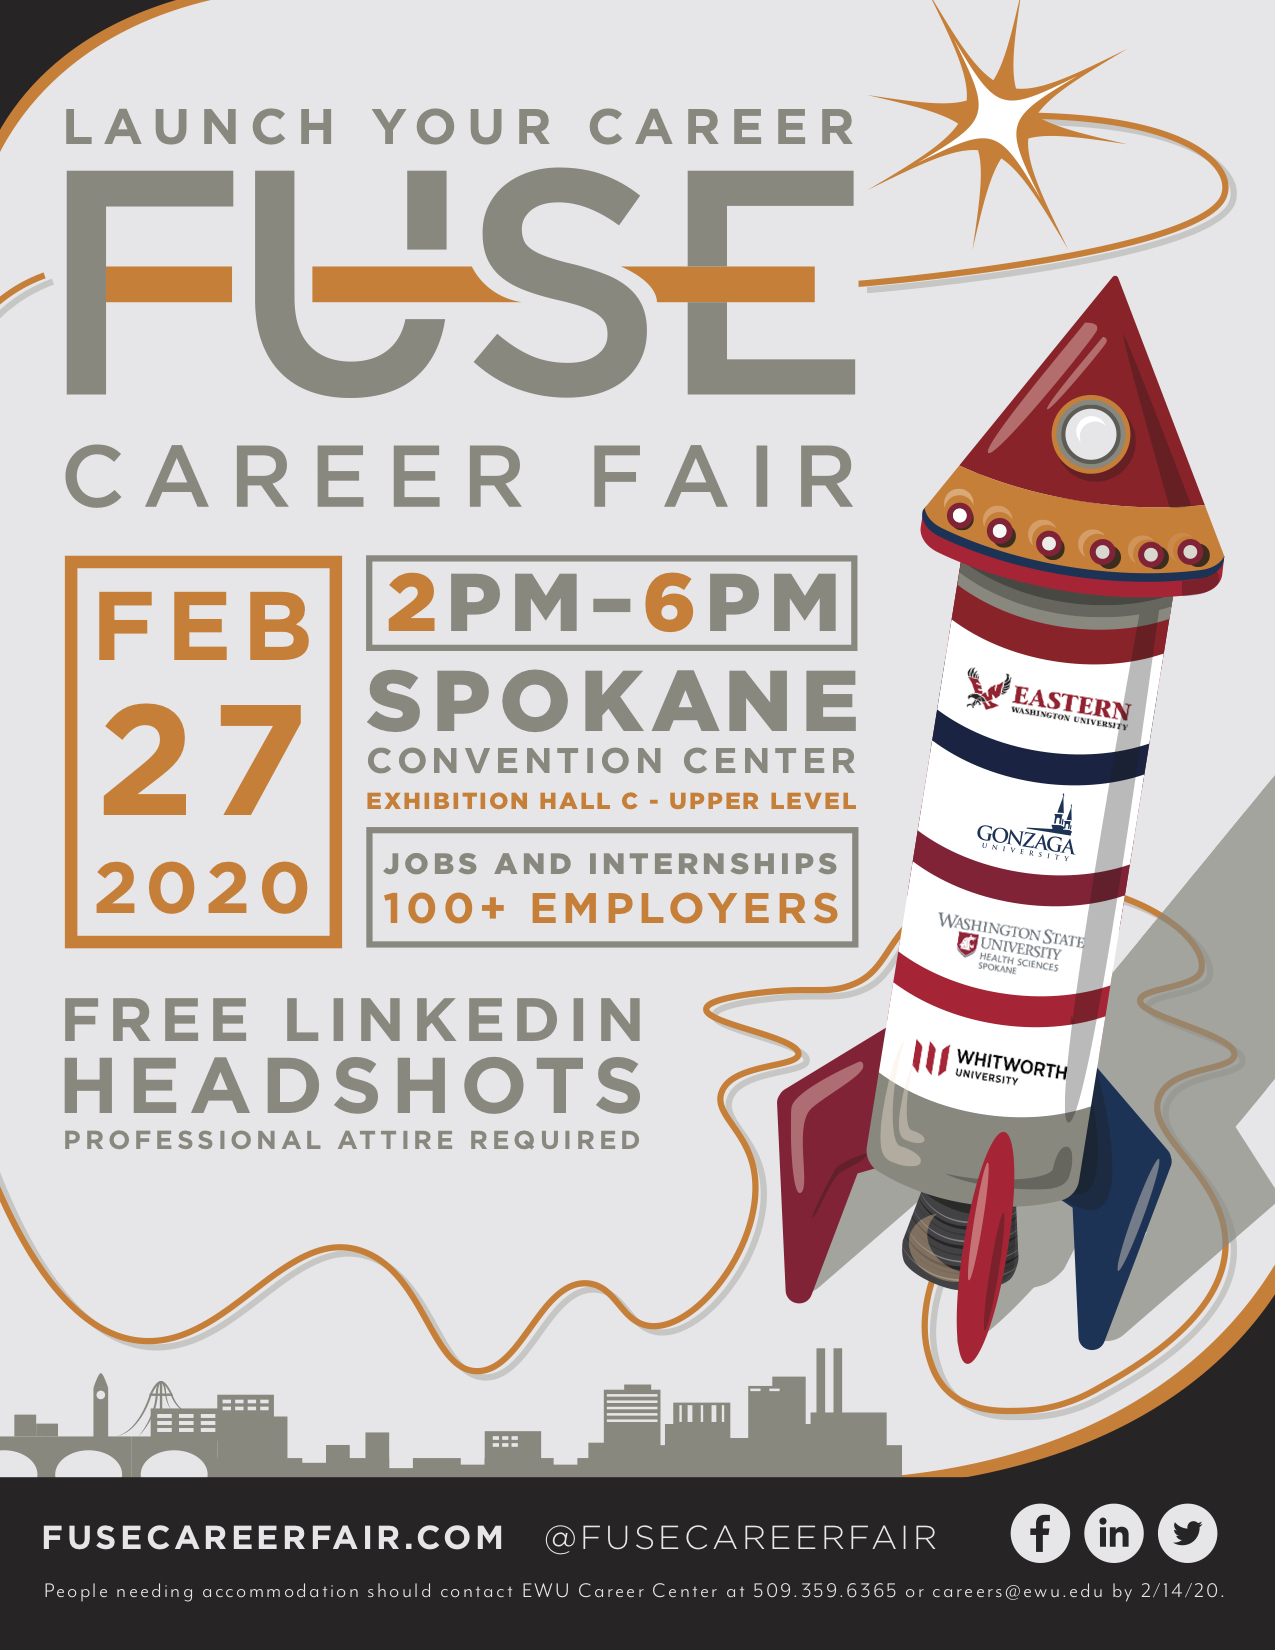 LAUNCH YOUR CAREER
FUSE
CAREER FAIR
FEB
27
2020
2PM-6PM
SPOKANE
CONVENTION CENTER
EXHIBITION HALL C - UPPER LEVEL
JOBS AND INTERNSHIPS
100+ EMPLOYERS
FREE LINKEDIN
HEADSHOTS
PROFESSIONAL ATTIRE REQUIRED
EW EASTERN
WASHINGTON UNIVERSITY
GONZAGA
UNIVERSITY
WASHINGTON STATE
UNIVERSITY
HEALTH SCIENCES
SPOKANE
WHITWORTH
UNIVERSITY
FUSECAREERFAIR.COM @FUSECAREERFAIR
f in
People needing accommodation should contact EWU Career Center at 509.359.6365 or careers@ewu.edu by 2/14/20.